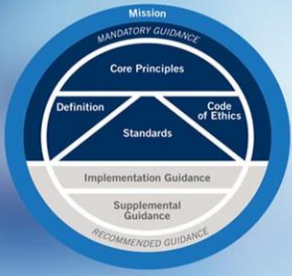 Mission
MANDATORY GUIDANCE
Core Principles
Definition
Code
of Ethics
Standards
Implementation Guidance
Supplemental
Guidance
RECOMMENDED GUIDANCE